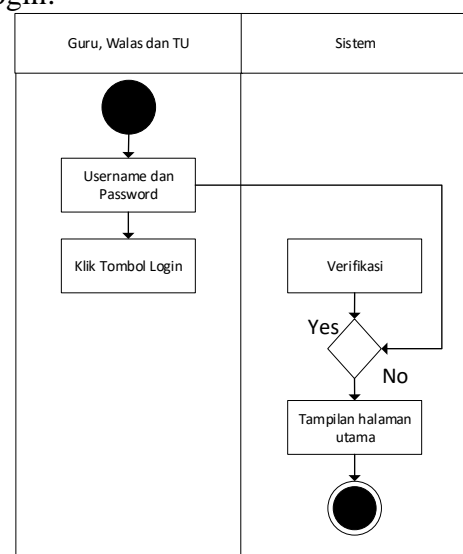 ogin.
Guru, Walas dan TU
Sistem
Username dan
Password
Klik Tombol Login
Verifikasi
Yes
No
Tampilan halaman
utama